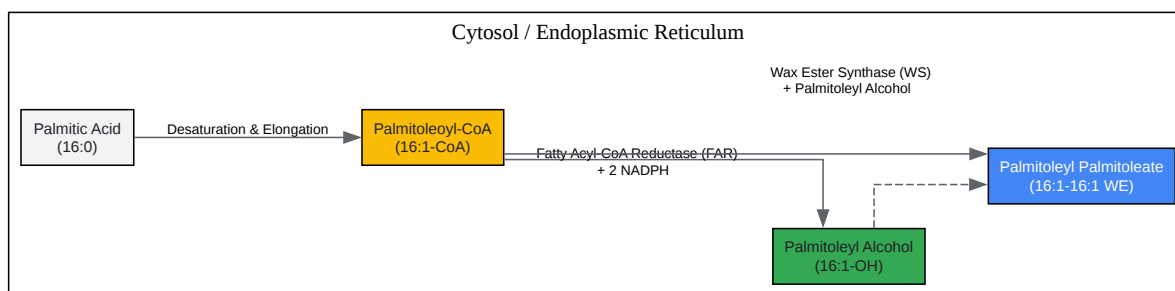 Cytosol / Endoplasmic Reticulum
Wax Ester Synthase (WS)
+ Palmitoleyl Alcohol
Palmitic Acid
(16:0)
Desaturation & Elongation
Palmitoleoyl-CoA
(16:1-CoA)
Fatty Acyl-CoA Reductase (FAR)
+ 2 NADPH
Palmitoleyl Palmitoleate
(16:1-16:1 WE)
Palmitoleyl Alcohol
(16:1-OH)